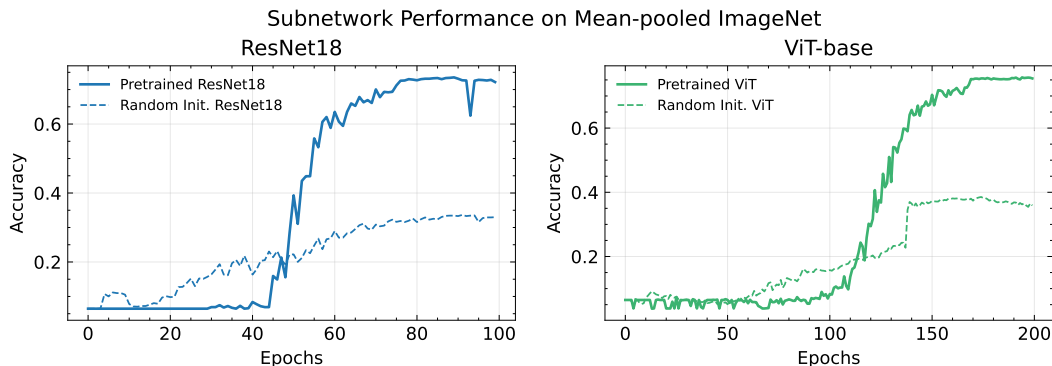 Subnetwork Performance on Mean-pooled ImageNet
ResNet18
Pretrained ResNet18
Random Init. ResNet18
Accuracy
0.6
0.4
0.2
0 20 40 60 80 100
Epochs
ViT-base
Pretrained ViT
Random Init. ViT
Accuracy
0.6
0.4
0.2
0 50 100 150 200
Epochs